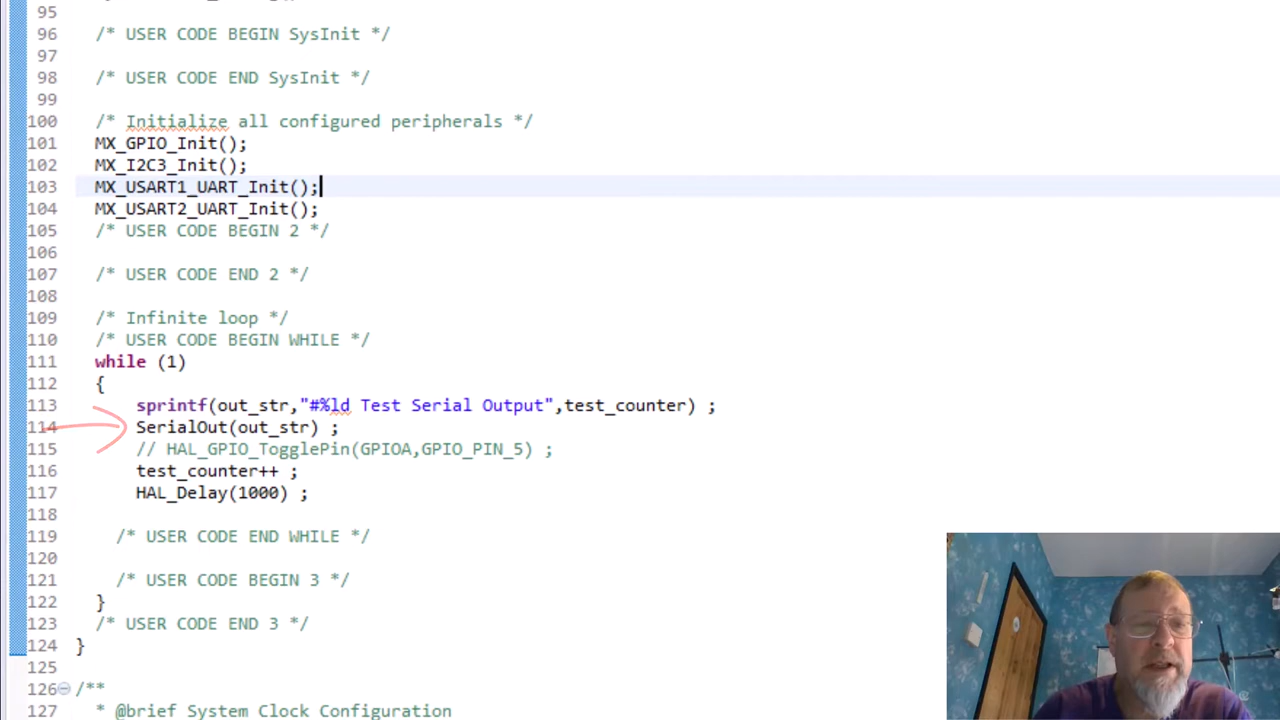 95
96 /* USER CODE BEGIN SysInit */
97
98 /* USER CODE END SysInit */
99
100 /* Initialize all configured peripherals */
101 MX_GPIO_Init();
102 MX_I2C3_Init();
103 MX_USART1_UART_Init();
104 MX_USART2_UART_Init();
105 /* USER CODE BEGIN 2 */
106
107 /* USER CODE END 2 */
108
109 /* Infinite loop */
110 /* USER CODE BEGIN WHILE */
111 while (1)
112 {
113 sprintf(out_str,"#%ld Test Serial Output",test_counter) ;
114 SerialOut(out_str) ;
115 // HAL_GPIO_TogglePin(GPIOA,GPIO_PIN_5) ;
116 test_counter++ ;
117 HAL_Delay(1000) ;
118
119 /* USER CODE END WHILE */
120
121 /* USER CODE BEGIN 3 */
122 }
123 /* USER CODE END 3 */
124 }
125
126 /**
127 * @brief System Clock Configuration